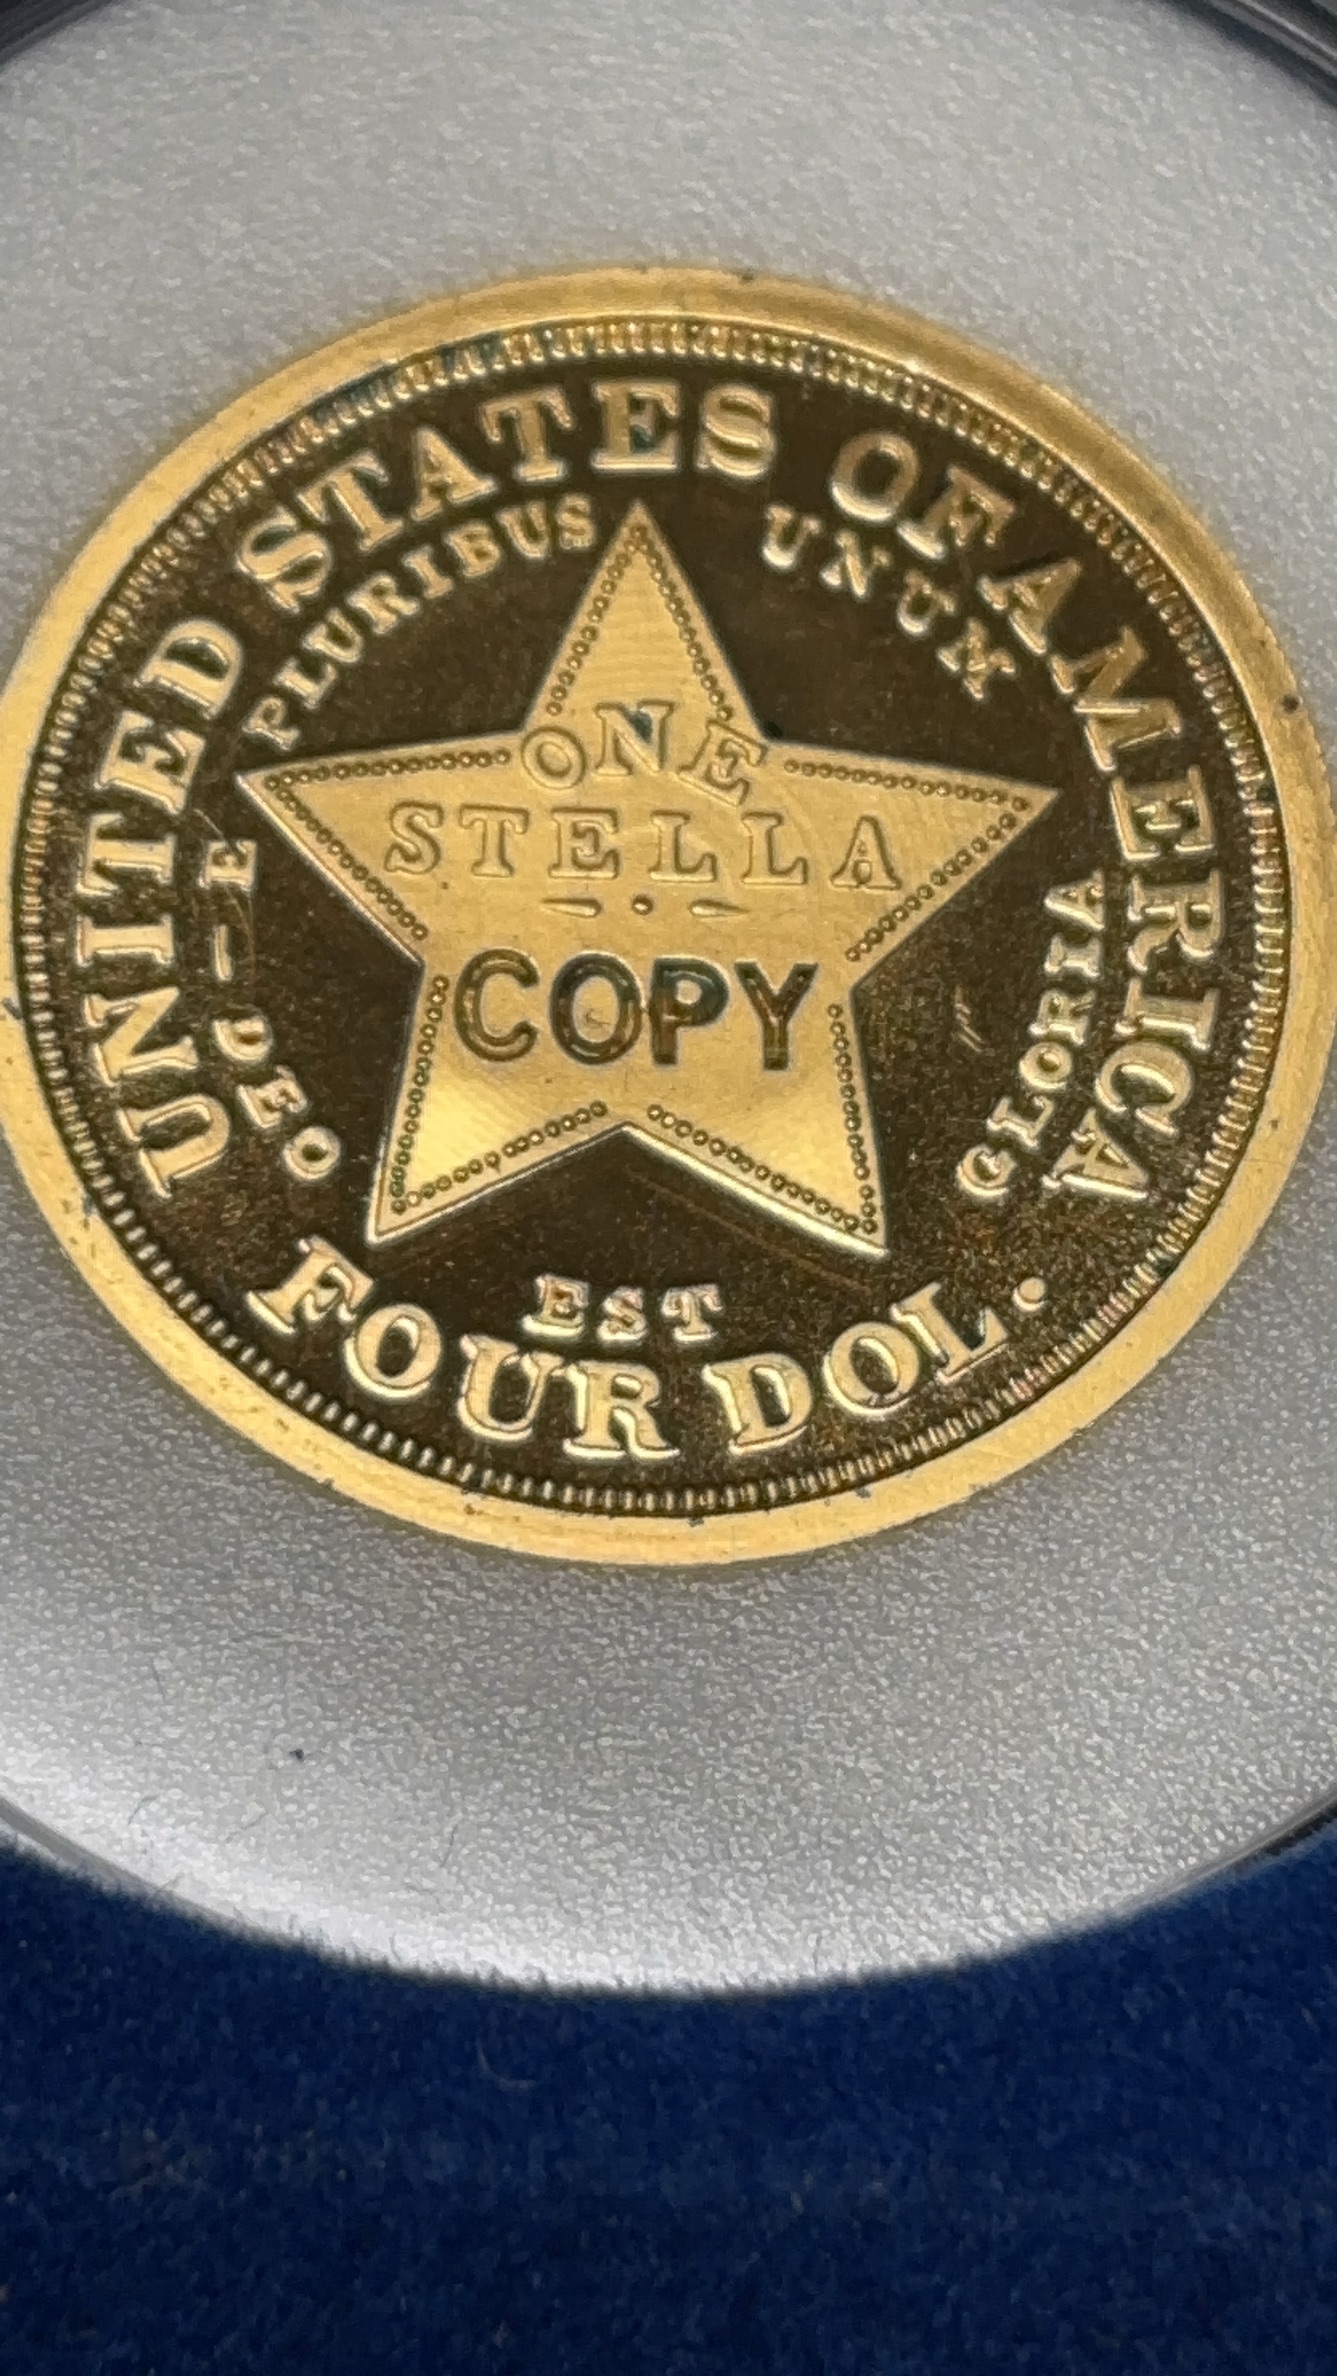 UNITED STATES OF AMERICA
E PLURIBUS UNUM
DEO EST GLORIA
ONE
STELLA
COPY
FOUR DOL.